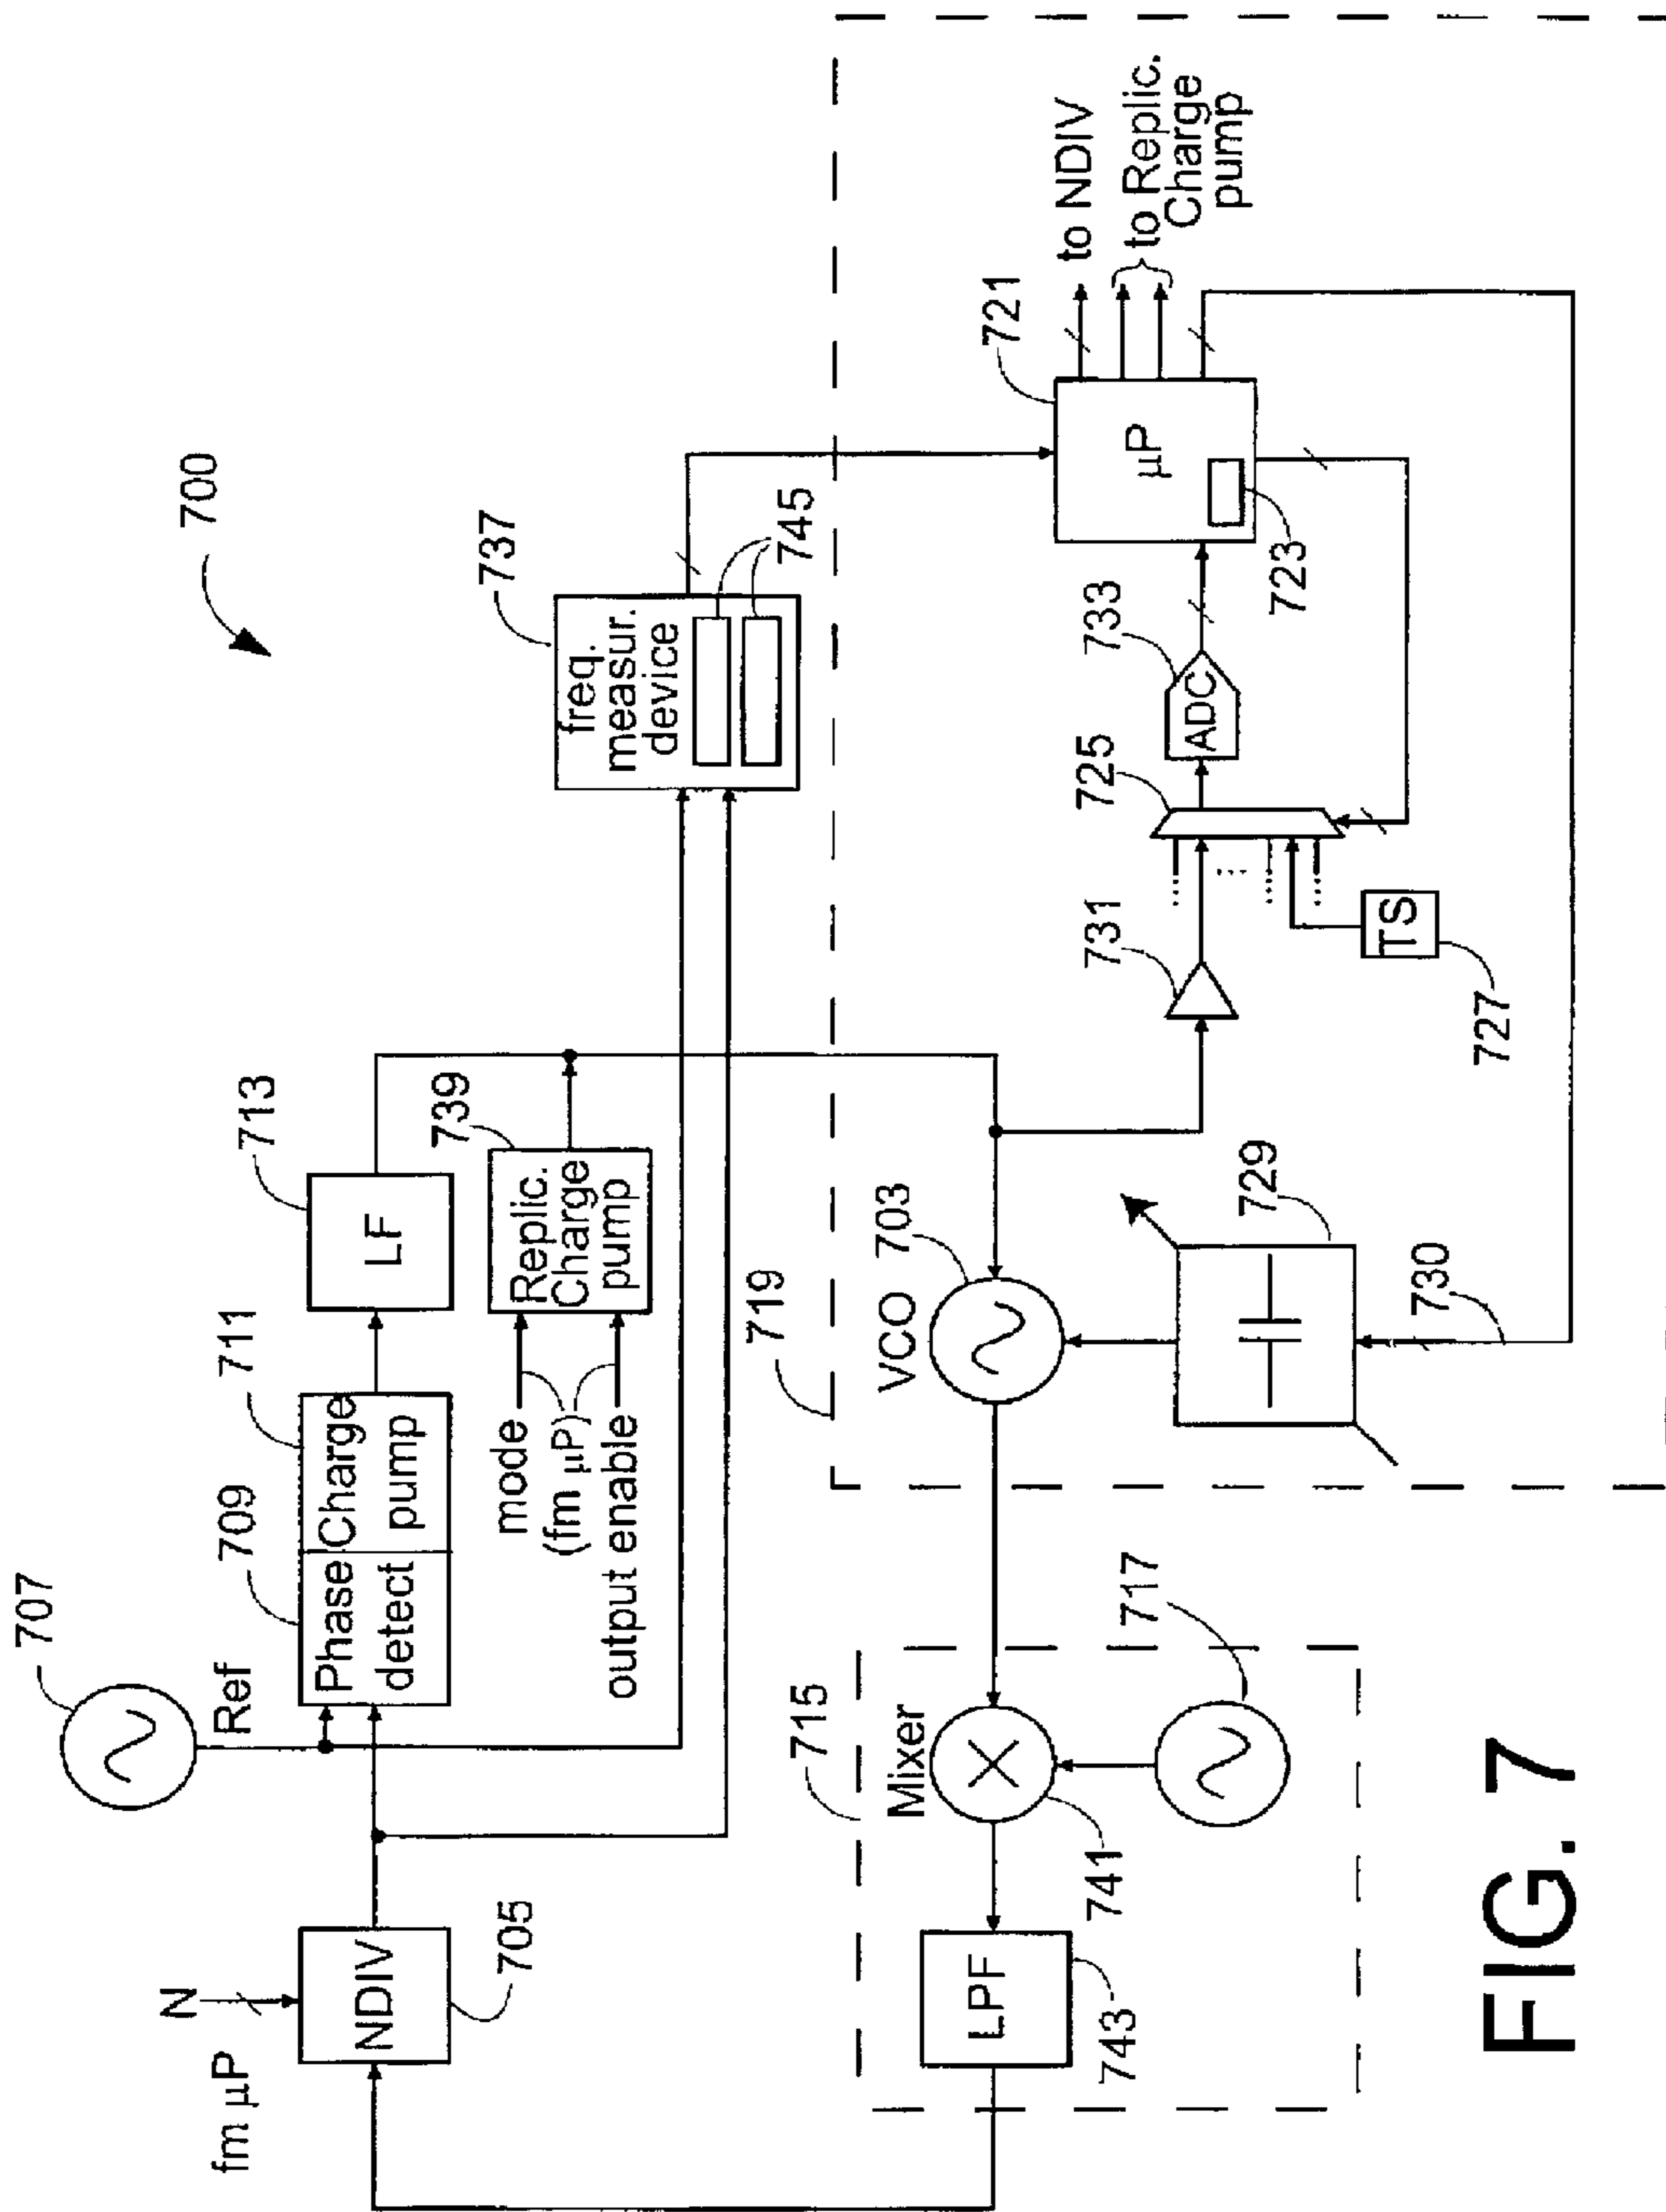 700
707
Ref
709
711
Phase
detect
Charge
pump
713
LF
N
fm µP
NDIV
705
mode
(fm µP)
output enable
Replic.
Charge
pump
739
737
freq.
measur.
device
745
715
Mixer
741
717
LPF
743
719
VCO
703
729
730
731
725
733
ADC
TS
727
721
µP
723
to NDIV
to Replic.
Charge
pump
FIG. 7